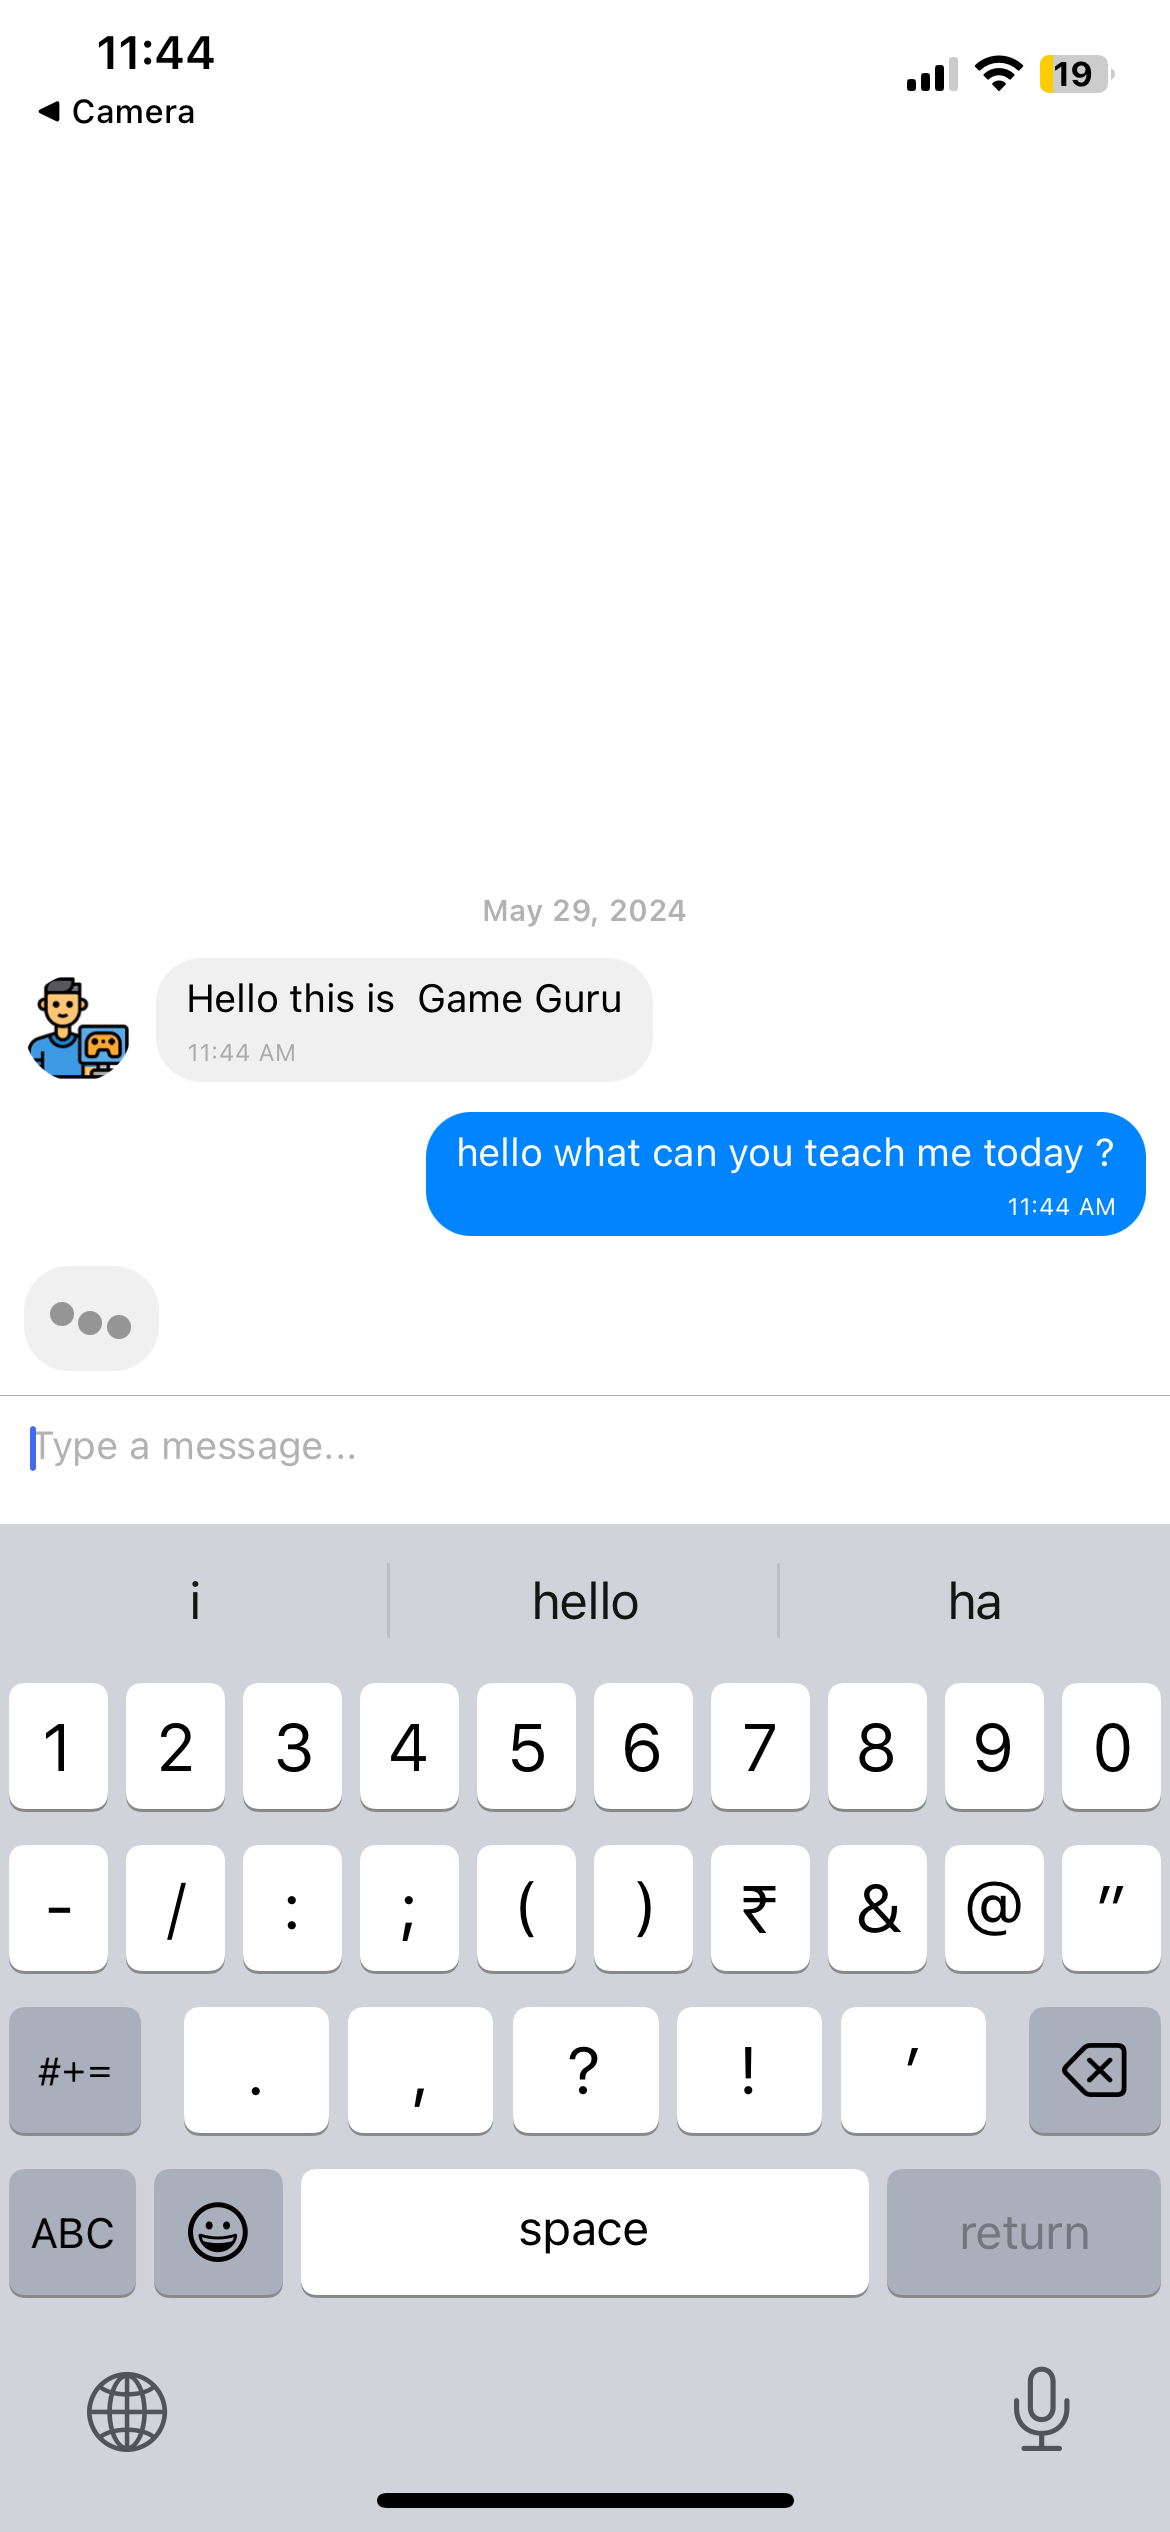 11:44
◀ Camera
19
May 29, 2024
Hello this is  Game Guru
11:44 AM
hello what can you teach me today ?
11:44 AM
Type a message...
i hello ha
1 2 3 4 5 6 7 8 9 0
- / : ; ( ) ₹ & @ "
#+= . , ? ! '
ABC space return